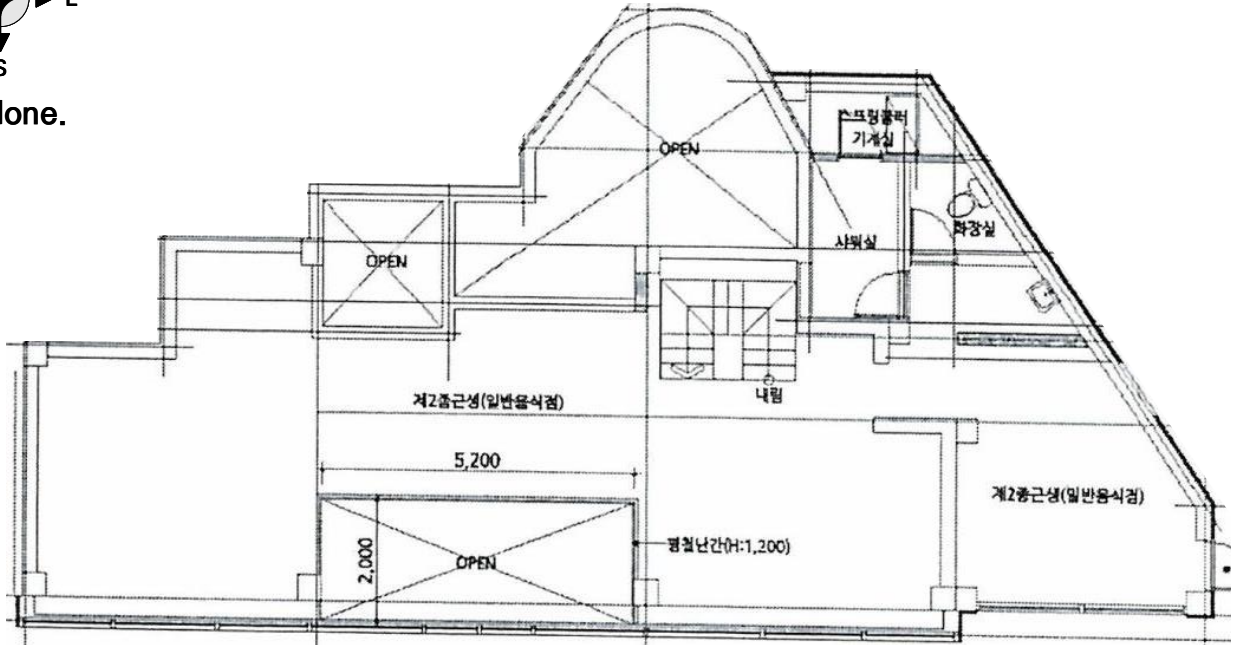 E
S
lone.
스프링쿨러
기계실
OPEN
화장실
샤워실
OPEN
내림
제2종근생(일반음식점)
5,200
제2종근생(일반음식점)
평철난간(H:1,200)
2,000
OPEN